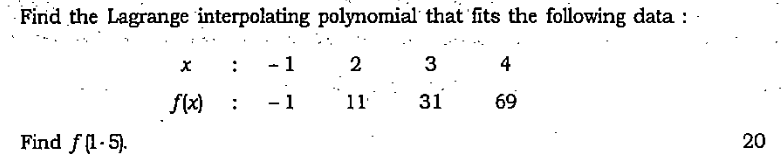 Find the Lagrange interpolating polynomial that fits the following data :
x : – 1 2 3 4
f(x) : – 1 11 31 69
Find f (1·5). 20